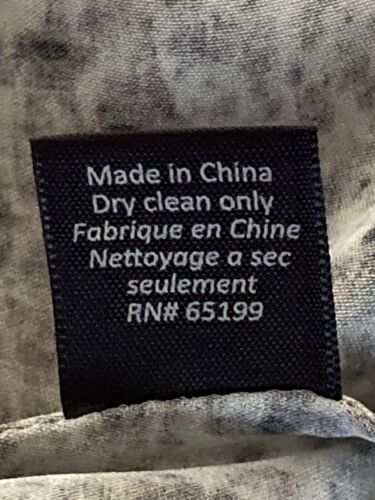 Made in China
Dry clean only
Fabrique en Chine
Nettoyage a sec
seulement
RN# 65199